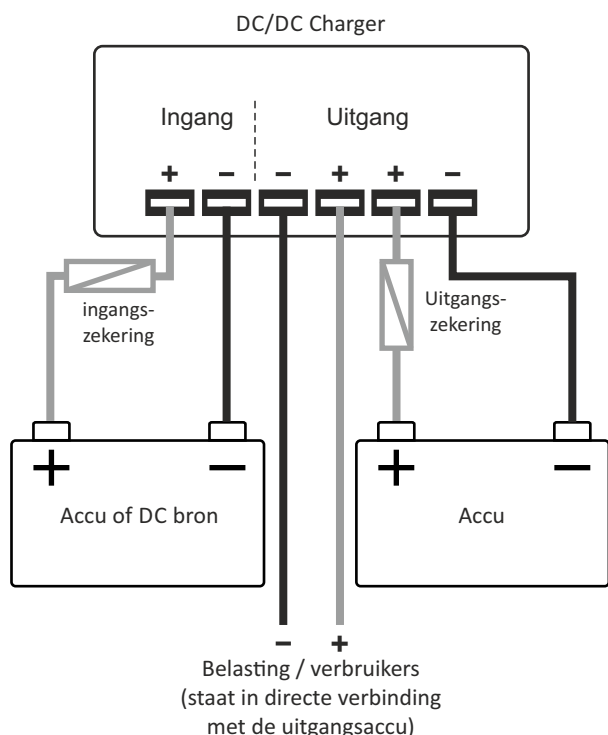 DC/DC Charger
Ingang
Uitgang
+ – – + + –
ingangs-
zekering
Uitgangs-
zekering
+ –
+ –
Accu of DC bron
Accu
– +
Belasting / verbruikers
(staat in directe verbinding
met de uitgangsaccu)